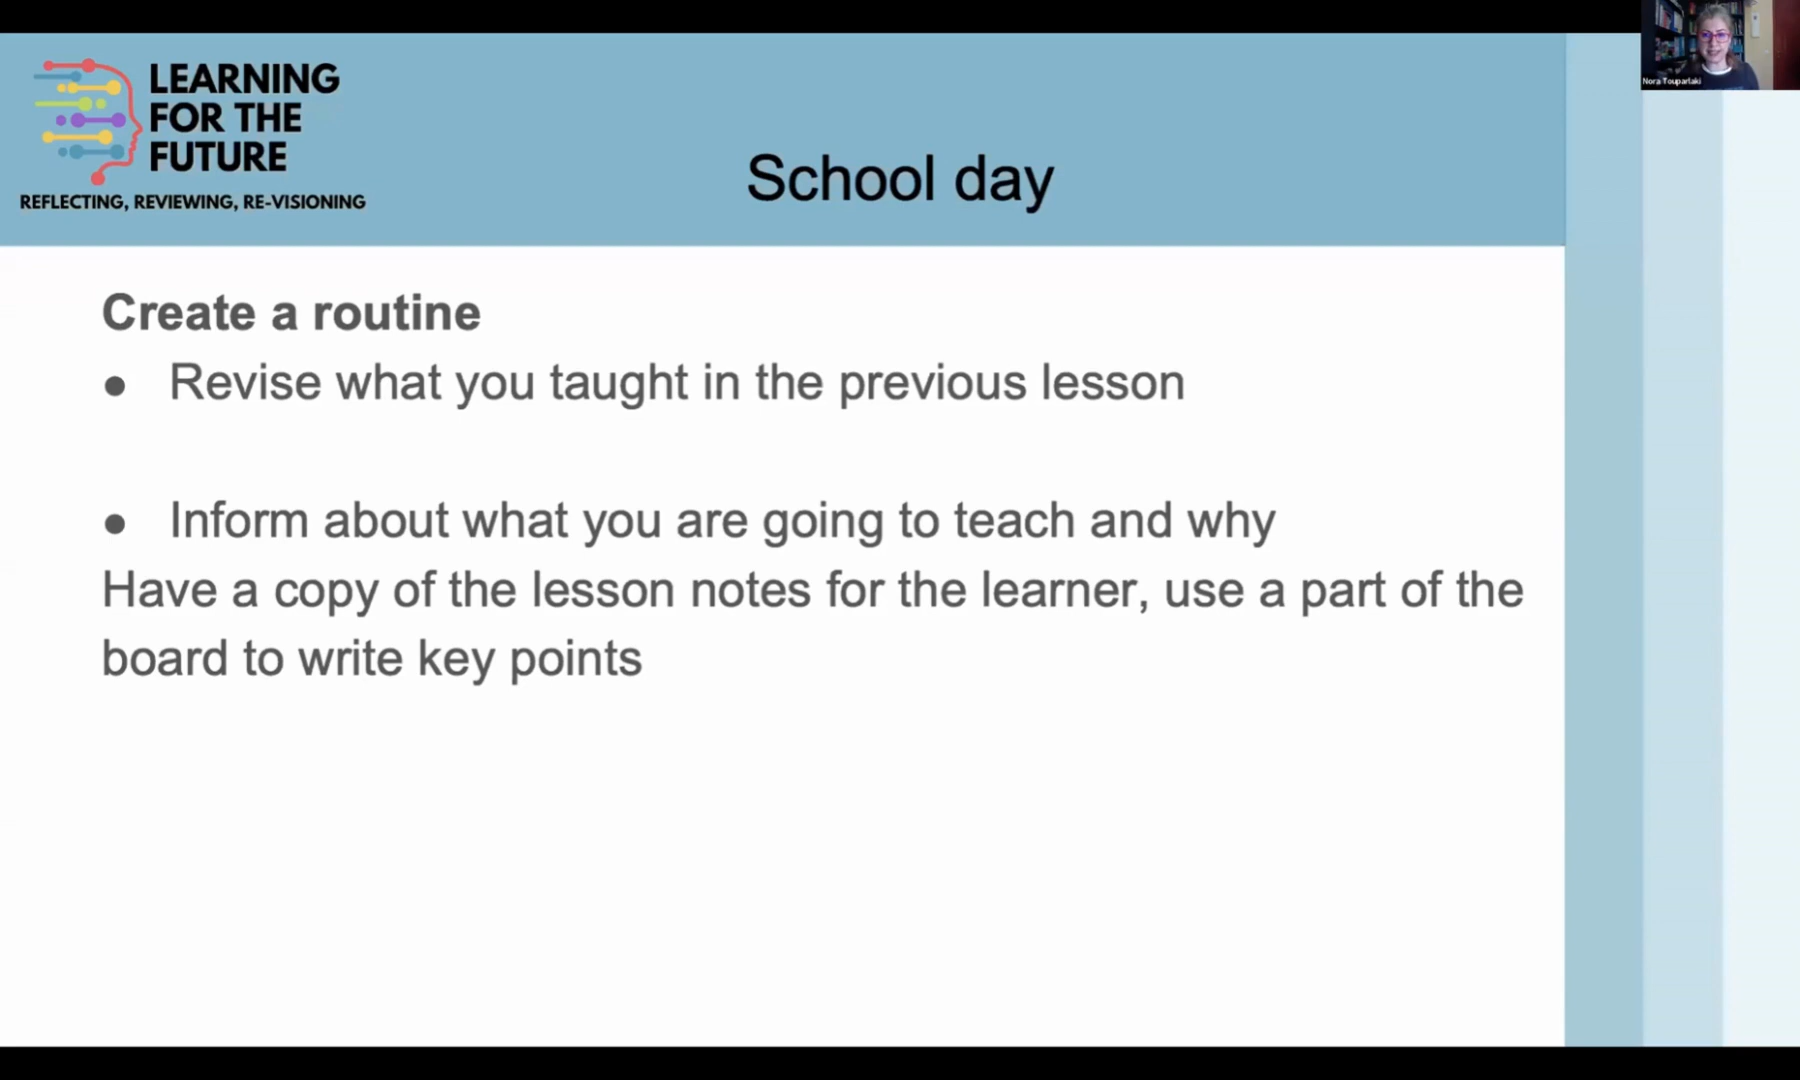 LEARNING
FOR THE
FUTURE
REFLECTING, REVIEWING, RE-VISIONING
School day
Nora Touparlaki
Create a routine
● Revise what you taught in the previous lesson
● Inform about what you are going to teach and why
Have a copy of the lesson notes for the learner, use a part of the
board to write key points